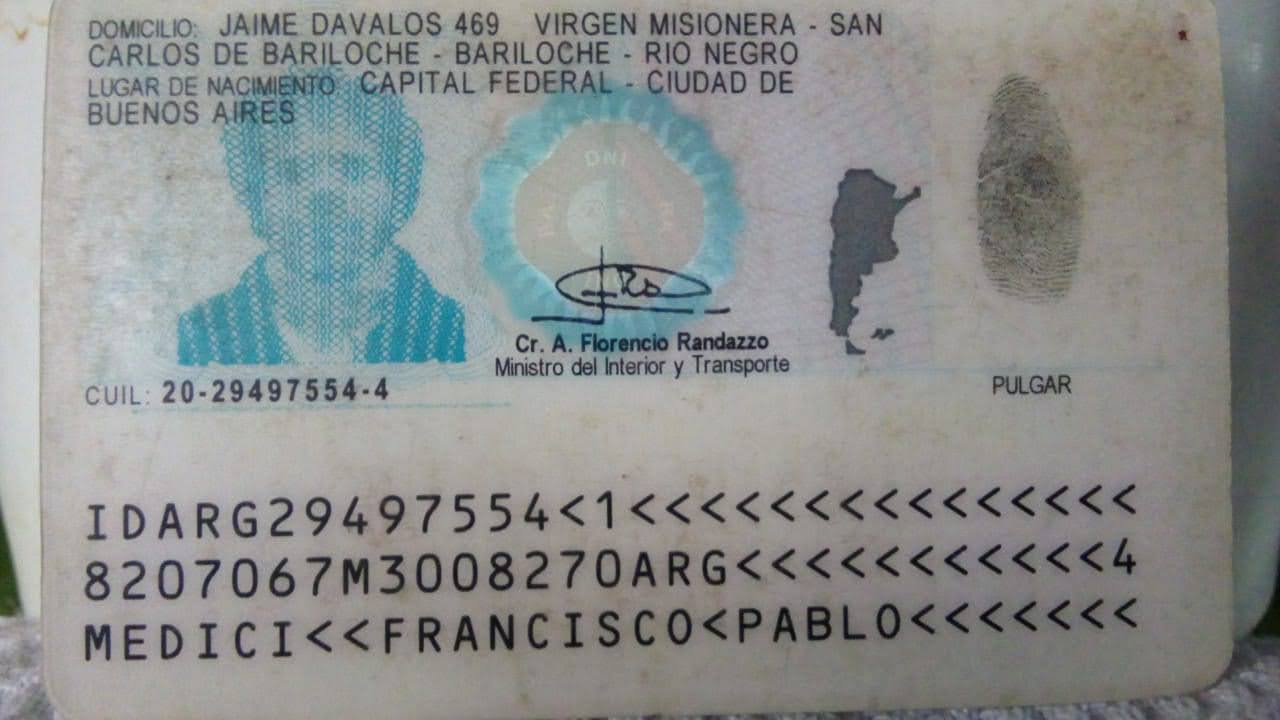 DOMICILIO: JAIME DAVALOS 469 VIRGEN MISIONERA - SAN
CARLOS DE BARILOCHE - BARILOCHE - RIO NEGRO
LUGAR DE NACIMIENTO: CAPITAL FEDERAL - CIUDAD DE
BUENOS AIRES
DNI
Cr. A. Florencio Randazzo
Ministro del Interior y Transporte
CUIL: 20-29497554-4
PULGAR
IDARG29497554<1<<<<<<<<<<<<<<<
8207067M3008270ARG<<<<<<<<<<<4
MEDICI<<FRANCISCO<PABLO<<<<<<<